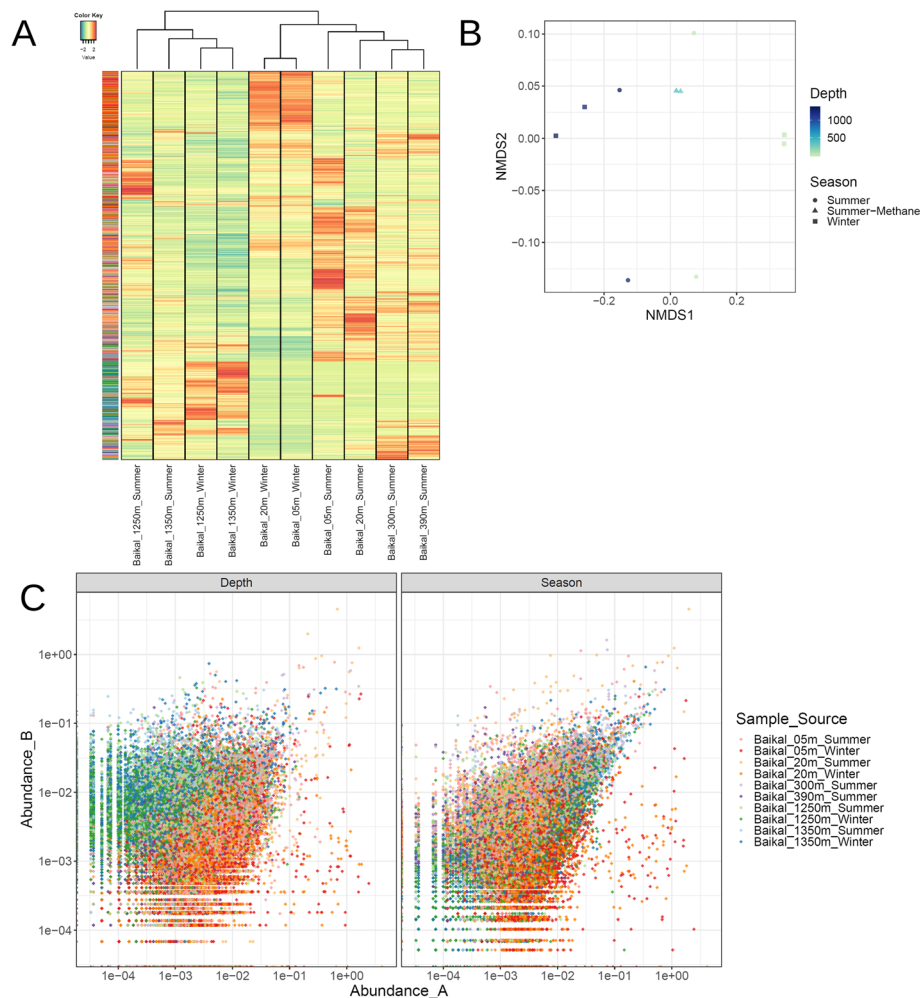 A
Color Key
−2 2
Value
Baikal_1250m_Summer
Baikal_1350m_Summer
Baikal_1250m_Winter
Baikal_1350m_Winter
Baikal_20m_Winter
Baikal_05m_Winter
Baikal_05m_Summer
Baikal_20m_Summer
Baikal_300m_Summer
Baikal_390m_Summer
B
0.10
0.05
0.00
−0.05
−0.10
NMDS2
−0.2 0.0 0.2
NMDS1
Depth
1000
500
Season
Summer
Summer−Methane
Winter
C
Depth
Season
1e+00
1e−01
1e−02
1e−03
1e−04
Abundance_B
1e−04 1e−03 1e−02 1e−01 1e+00
1e−04 1e−03 1e−02 1e−01 1e+00
Abundance_A
Sample_Source
Baikal_05m_Summer
Baikal_05m_Winter
Baikal_20m_Summer
Baikal_20m_Winter
Baikal_300m_Summer
Baikal_390m_Summer
Baikal_1250m_Summer
Baikal_1250m_Winter
Baikal_1350m_Summer
Baikal_1350m_Winter